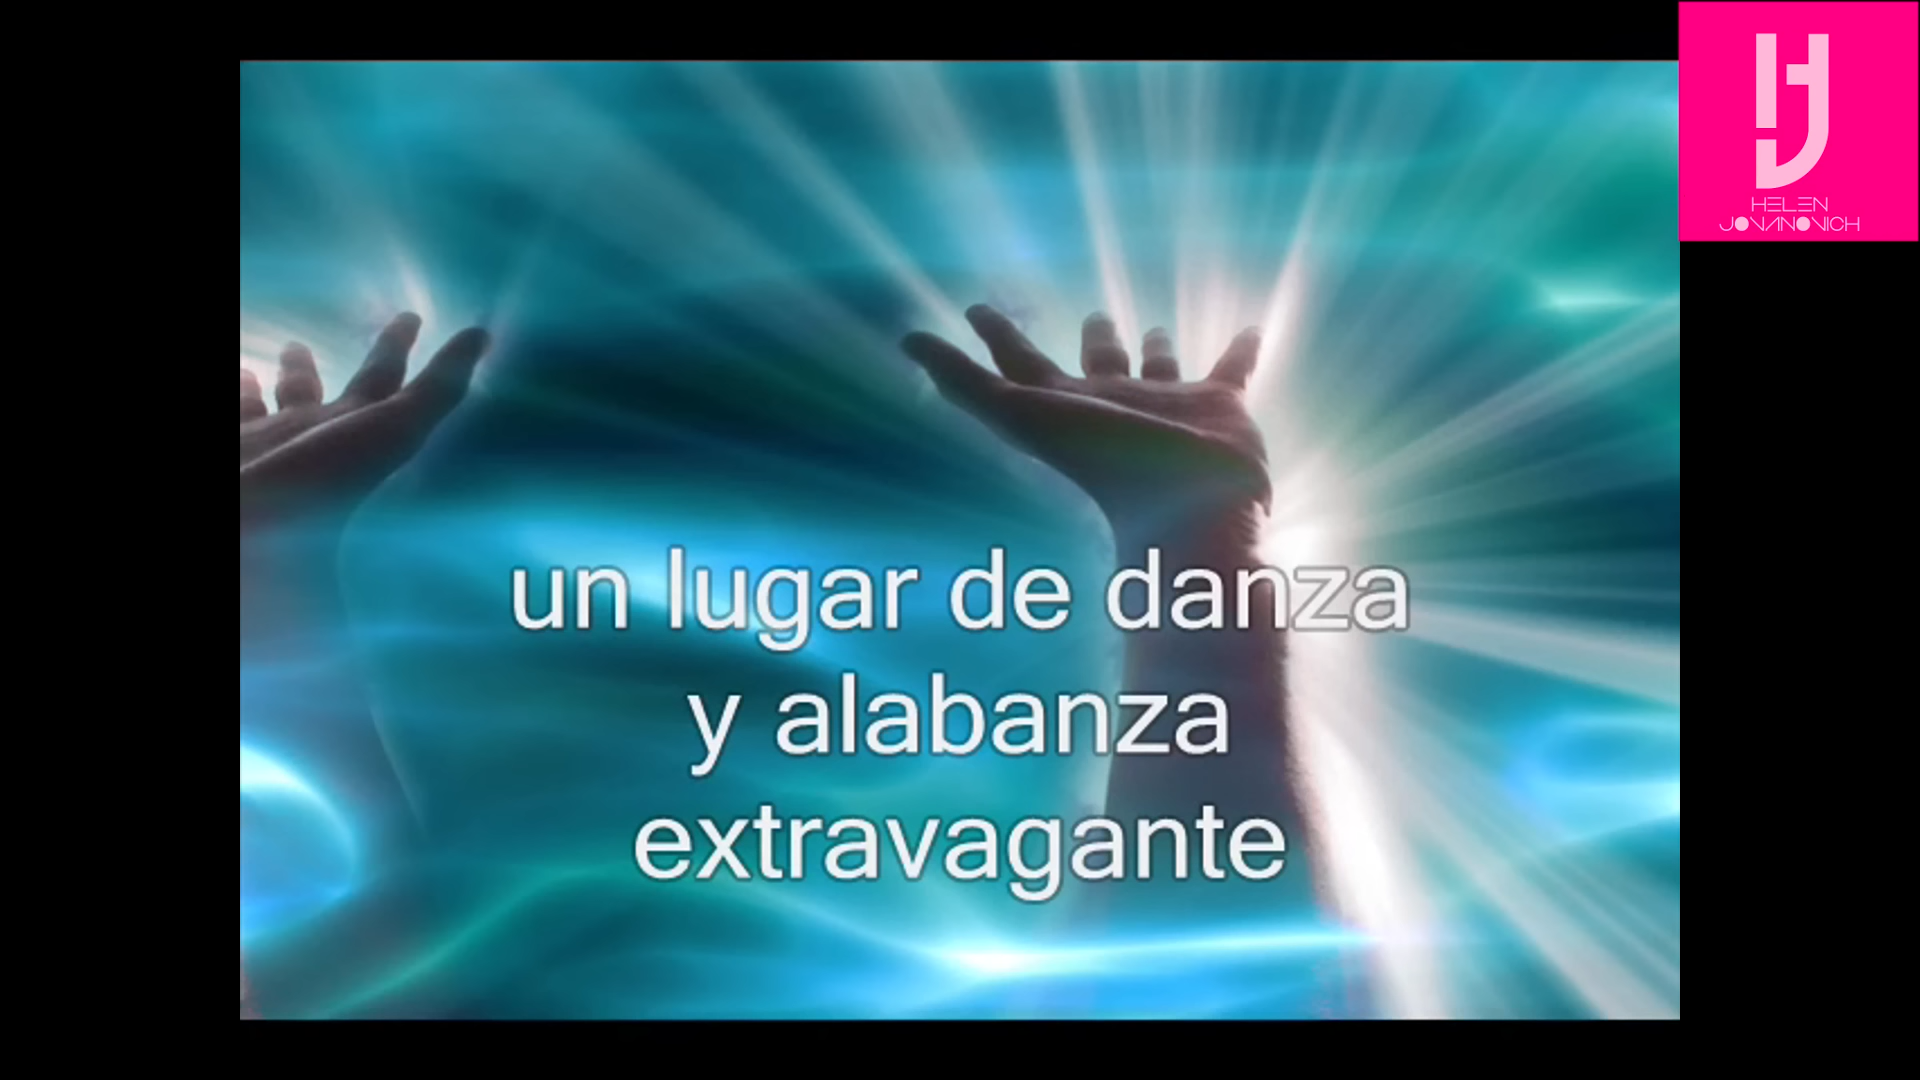 HELEN
JOVANOVICH
un lugar de danza
y alabanza
extravagante